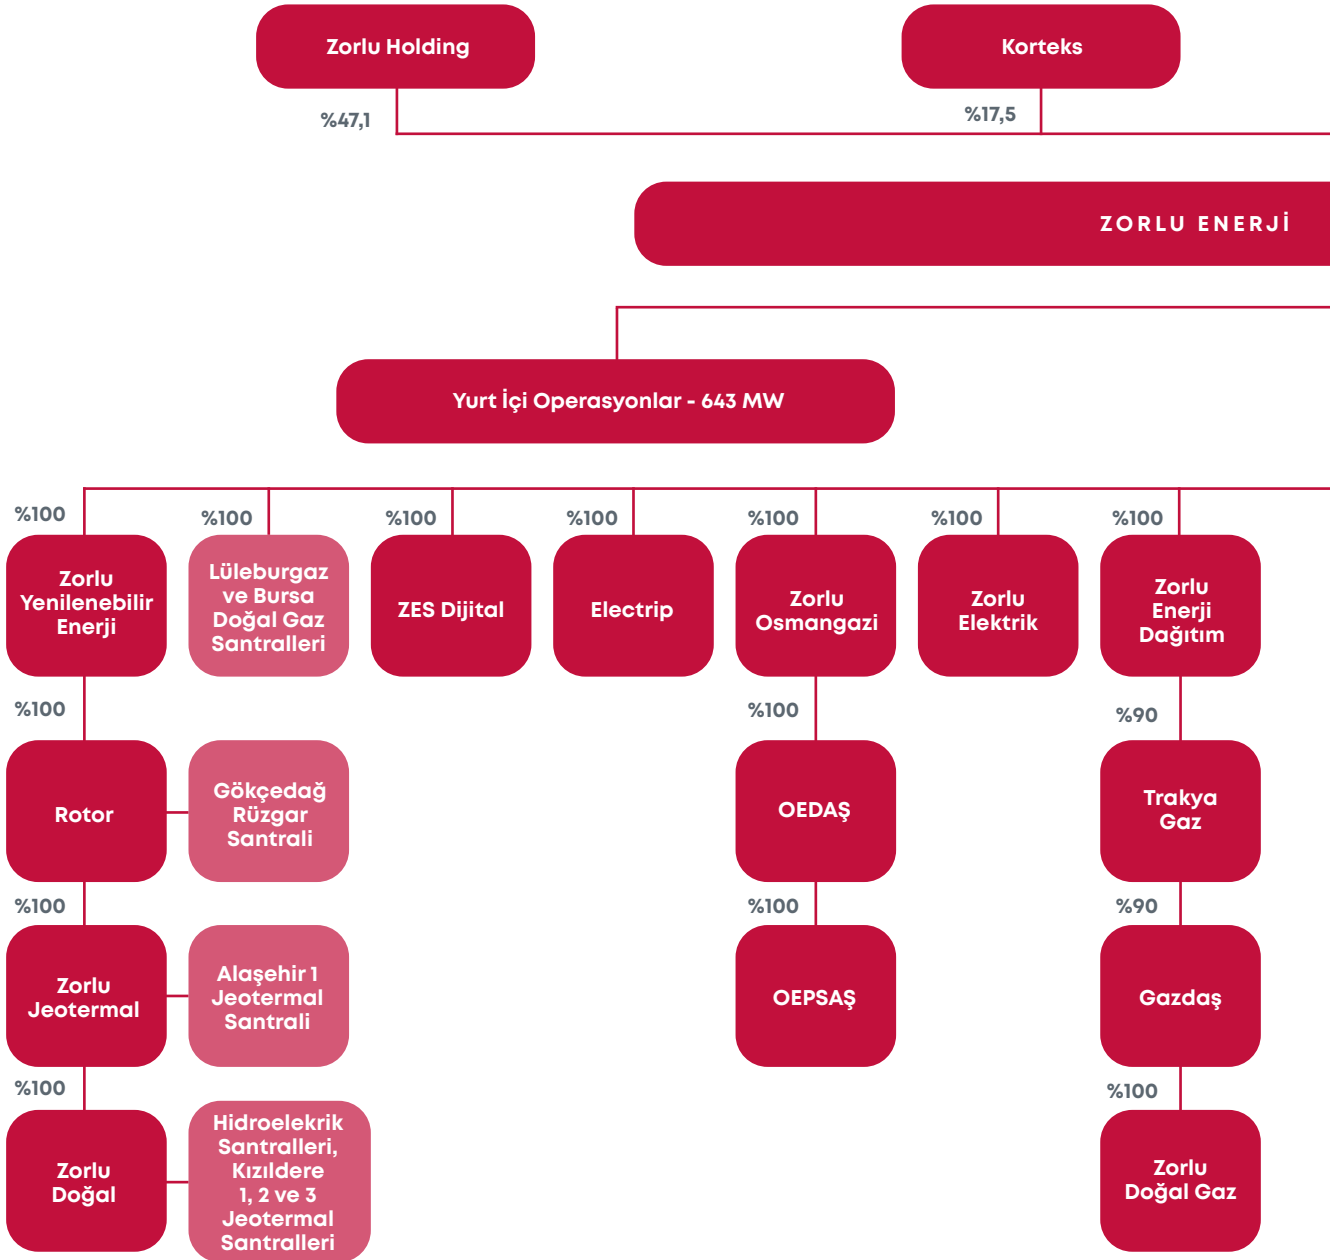 Zorlu Holding
Korteks
%47,1
%17,5
ZORLU ENERJİ
Yurt İçi Operasyonlar - 643 MW
%100
%100
%100
%100
%100
%100
%100
Zorlu
Yenilenebilir
Enerji
Lüleburgaz
ve Bursa
Doğal Gaz
Santralleri
ZES Dijital
Electrip
Zorlu
Osmangazi
Zorlu
Elektrik
Zorlu
Enerji
Dağıtım
%100
%100
%90
Rotor
Gökçedağ
Rüzgar
Santrali
OEDAŞ
Trakya
Gaz
%100
%100
%90
Zorlu
Jeotermal
Alaşehir 1
Jeotermal
Santrali
OEPSAŞ
Gazdaş
%100
%100
Zorlu
Doğal
Hidroelekrik
Santralleri,
Kızıldere
1, 2 ve 3
Jeotermal
Santralleri
Zorlu
Doğal Gaz